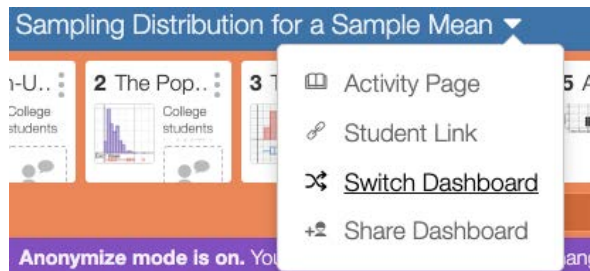 Sampling Distribution for a Sample Mean
-U..
2 The Pop..
3
5 A
College students
College students
Activity Page
Student Link
Switch Dashboard
Share Dashboard
Anonymize mode is on. You